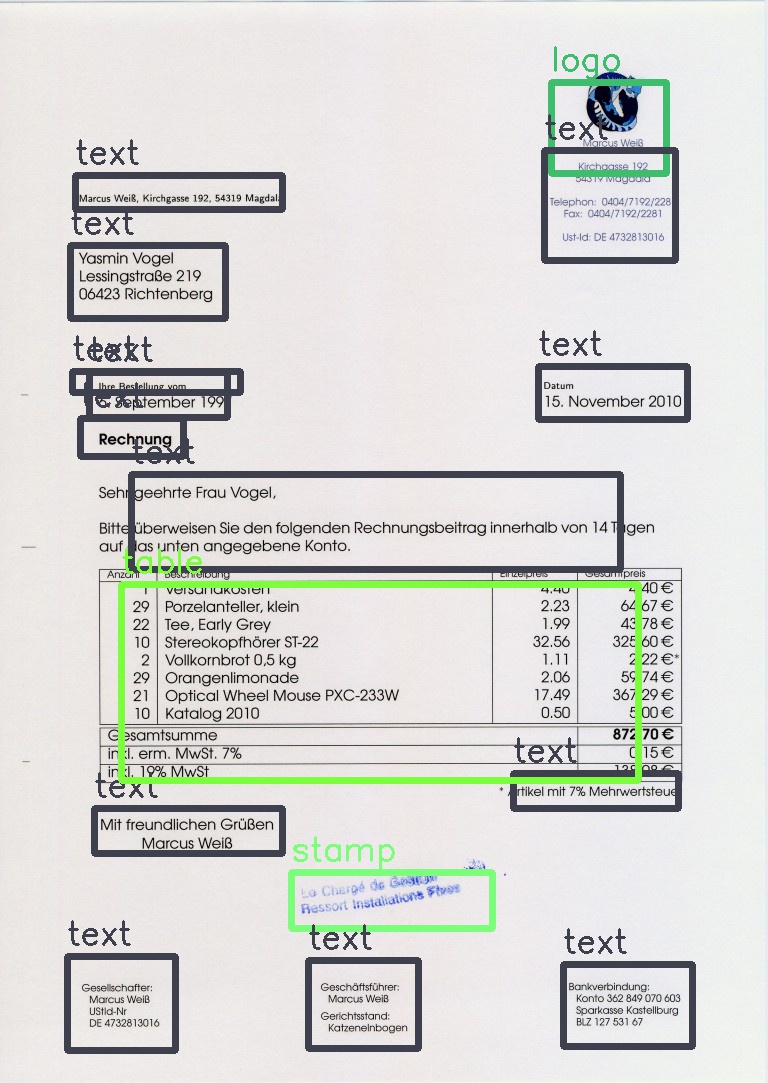 logo
text
Marcus Weiß
Kirchgasse 192
54319 Magdala
Telephon: 0404/7192/228
Fax: 0404/7192/2281
Ust-Id: DE 4732813016
text
Marcus Weiß, Kirchgasse 192, 54319 Magdal
text
Yasmin Vogel
Lessingstraße 219
06423 Richtenberg
text
text
Ihre Bestellung vom
text
September 199
text
Datum
15. November 2010
Rechnung
text
Sehr geehrte Frau Vogel,
Bitte überweisen Sie den folgenden Rechnungsbeitrag innerhalb von 14 Tagen
auf das unten angegebene Konto.
table
Anzahl Beschreibung Einzelpreis Gesamtpreis
1 Versandkosten 4.40 4.40 €
29 Porzelanteller, klein 2.23 64.67 €
22 Tee, Early Grey 1.99 43.78 €
10 Stereokopfhörer ST-22 32.56 325.60 €
2 Vollkornbrot 0,5 kg 1.11 2.22 €*
29 Orangenlimonade 2.06 59.74 €
21 Optical Wheel Mouse PXC-233W 17.49 367.29 €
10 Katalog 2010 0.50 5.00 €
Gesamtsumme 872.70 €
inkl. erm. MwSt. 7% 0.15 €
inkl. 19% MwSt 138.98 €
text
* Artikel mit 7% Mehrwertsteue
text
Mit freundlichen Grüßen
Marcus Weiß
stamp
Le Chargé de Gestion
Ressort Installations Fixes
text
Gesellschafter:
Marcus Weiß
UStId-Nr
DE 4732813016
text
Geschäftsführer:
Marcus Weiß
Gerichtsstand:
Katzenelnbogen
text
Bankverbindung:
Konto 362 849 070 603
Sparkasse Kastellburg
BLZ 127 531 67